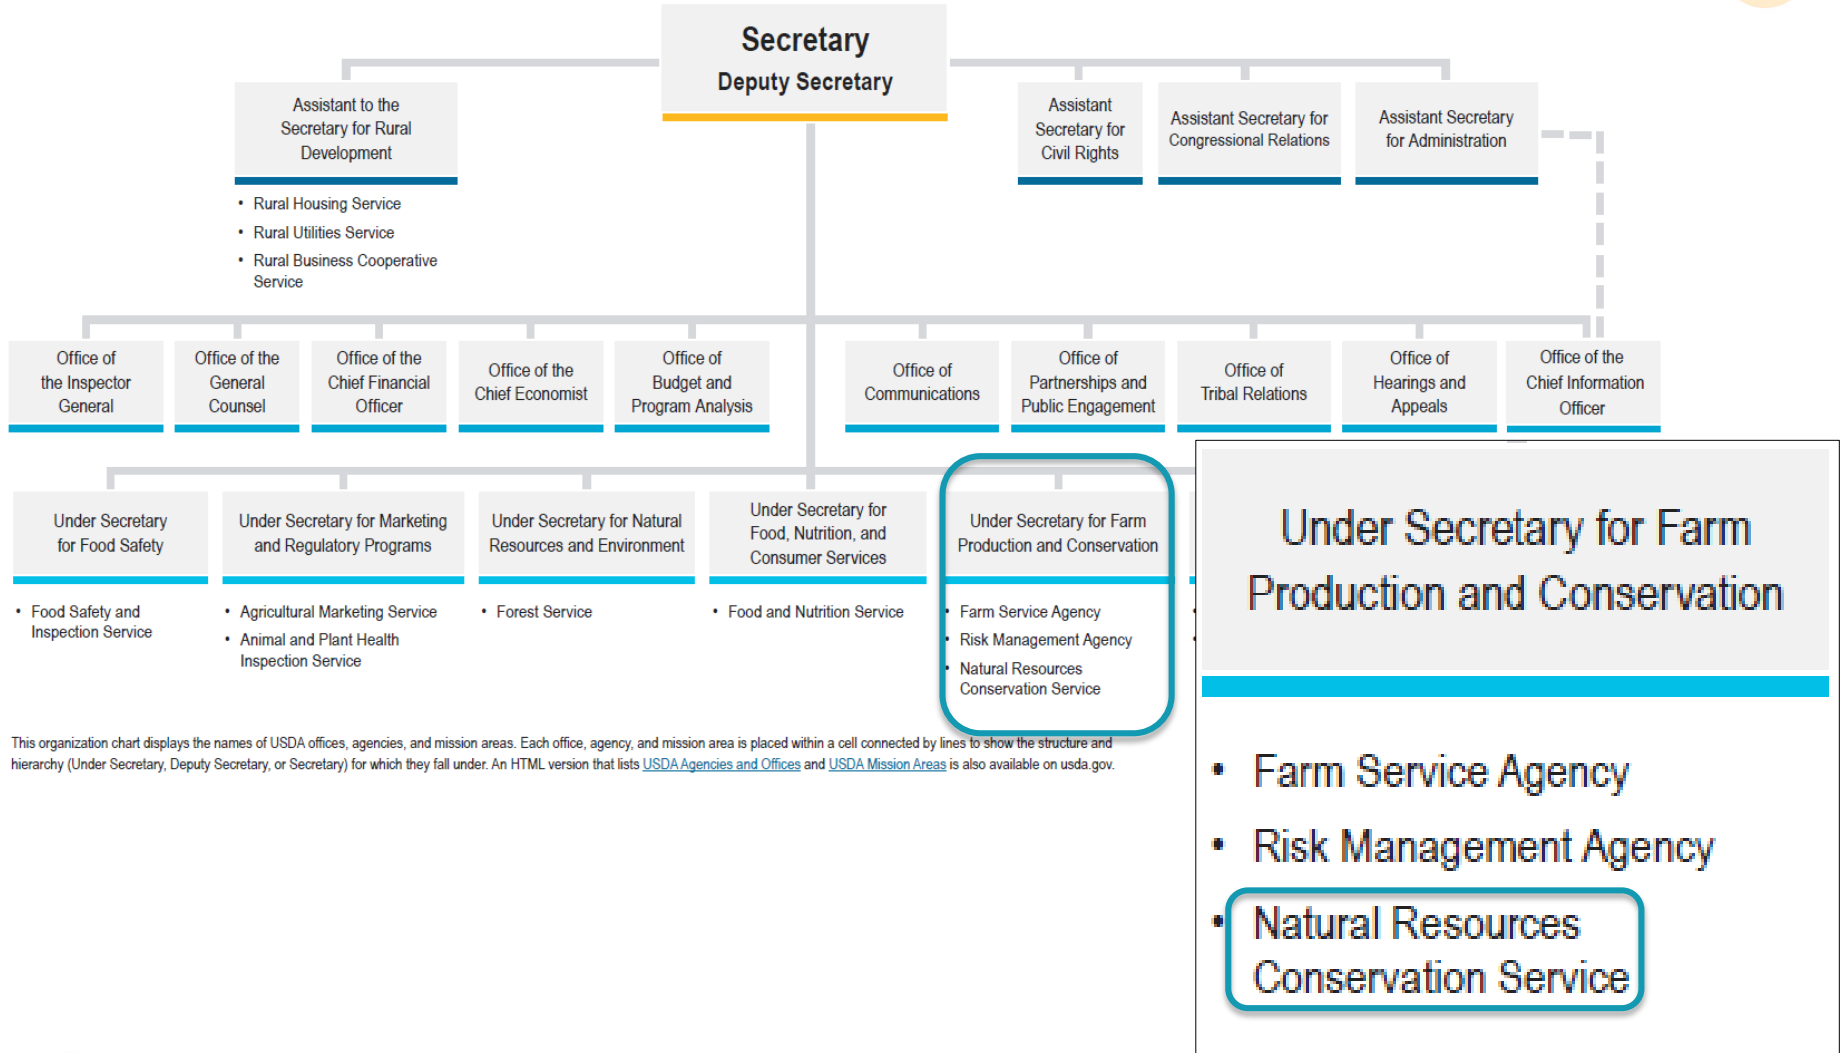 Secretary
Deputy Secretary
Assistant to the
Secretary for Rural
Development
• Rural Housing Service
• Rural Utilities Service
• Rural Business Cooperative
Service
Assistant
Secretary for
Civil Rights
Assistant Secretary for
Congressional Relations
Assistant Secretary
for Administration
Office of
the Inspector
General
Office of the
General
Counsel
Office of the
Chief Financial
Officer
Office of the
Chief Economist
Office of
Budget and
Program Analysis
Office of
Communications
Office of
Partnerships and
Public Engagement
Office of
Tribal Relations
Office of
Hearings and
Appeals
Office of the
Chief Information
Officer
Under Secretary
for Food Safety
• Food Safety and
Inspection Service
Under Secretary for Marketing
and Regulatory Programs
• Agricultural Marketing Service
• Animal and Plant Health
Inspection Service
Under Secretary for Natural
Resources and Environment
• Forest Service
Under Secretary for
Food, Nutrition, and
Consumer Services
• Food and Nutrition Service
Under Secretary for Farm
Production and Conservation
• Farm Service Agency
• Risk Management Agency
• Natural Resources
Conservation Service
Under Secretary for Farm
Production and Conservation
• Farm Service Agency
• Risk Management Agency
• Natural Resources
Conservation Service
This organization chart displays the names of USDA offices, agencies, and mission areas. Each office, agency, and mission area is placed within a cell connected by lines to show the structure and
hierarchy (Under Secretary, Deputy Secretary, or Secretary) for which they fall under. An HTML version that lists USDA Agencies and Offices and USDA Mission Areas is also available on usda.gov.